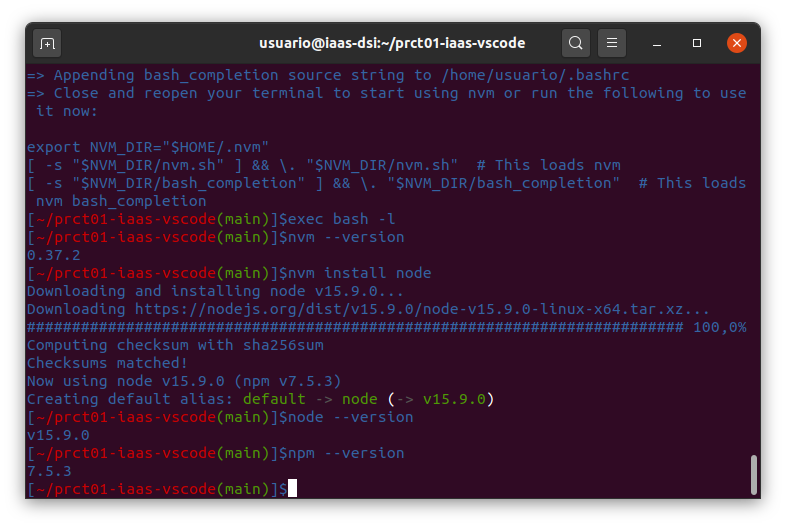 usuario@iaas-dsi:~/prct01-iaas-vscode
=> Appending bash_completion source string to /home/usuario/.bashrc
=> Close and reopen your terminal to start using nvm or run the following to use
 it now:
export NVM_DIR="$HOME/.nvm"
[ -s "$NVM_DIR/nvm.sh" ] && \. "$NVM_DIR/nvm.sh"  # This loads nvm
[ -s "$NVM_DIR/bash_completion" ] && \. "$NVM_DIR/bash_completion"  # This loads
 nvm bash_completion
[~/prct01-iaas-vscode(main)]$exec bash -l
[~/prct01-iaas-vscode(main)]$nvm --version
0.37.2
[~/prct01-iaas-vscode(main)]$nvm install node
Downloading and installing node v15.9.0...
Downloading https://nodejs.org/dist/v15.9.0/node-v15.9.0-linux-x64.tar.xz...
######################################################################### 100,0%
Computing checksum with sha256sum
Checksums matched!
Now using node v15.9.0 (npm v7.5.3)
Creating default alias: default -> node (-> v15.9.0)
[~/prct01-iaas-vscode(main)]$node --version
v15.9.0
[~/prct01-iaas-vscode(main)]$npm --version
7.5.3
[~/prct01-iaas-vscode(main)]$